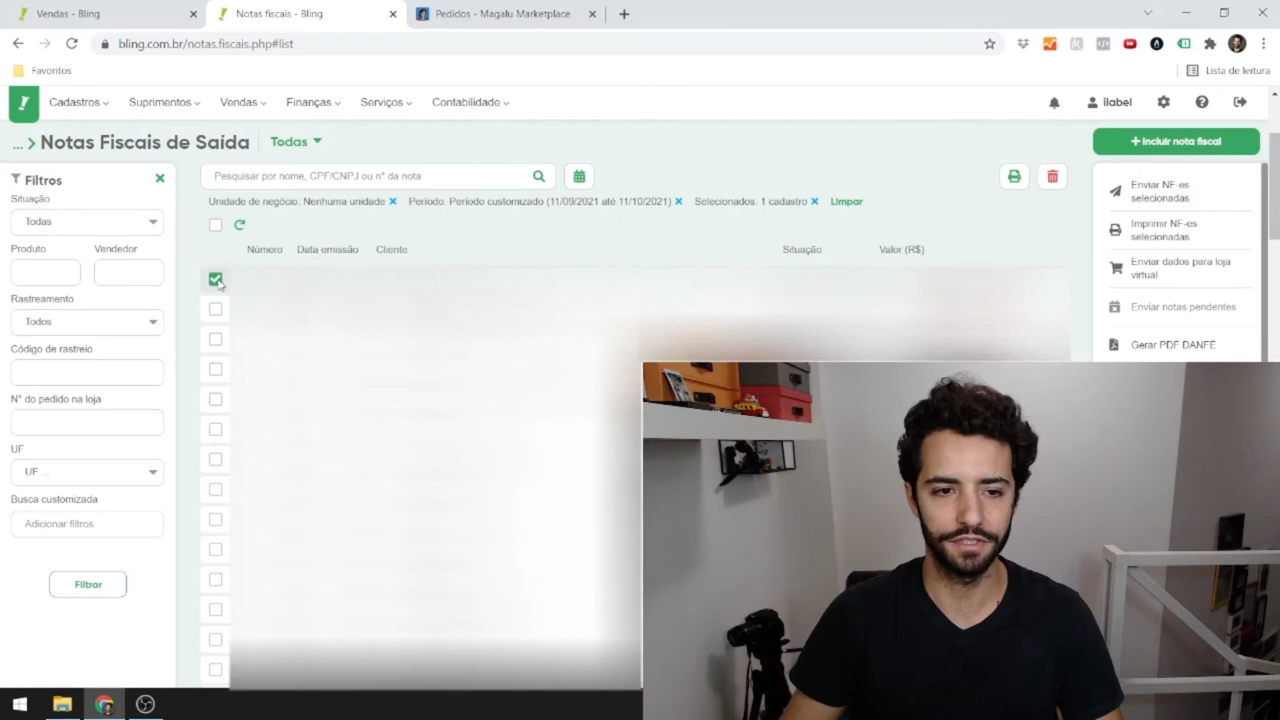 Vendas - Bling
Notas fiscais - Bling
Pedidos - Magalu Marketplace
bling.com.br/notas.fiscais.php#list
Favoritos
Lista de leitura
Cadastros
Suprimentos
Vendas
Finanças
Serviços
Contabilidade
ilabel
... > Notas Fiscais de Saída
Todas
+ Incluir nota fiscal
Filtros
Situação
Todas
Produto
Vendedor
Rastreamento
Todos
Código de rastreio
N° do pedido na loja
UF
UF ...
Busca customizada
Adicionar filtros
Filtrar
Pesquisar por nome, CPF/CNPJ ou n° da nota
Unidade de negócio: Nenhuma unidade
Período: Período customizado (11/09/2021 até 11/10/2021)
Selecionados: 1 cadastro
Limpar
Número
Data emissão
Cliente
Situação
Valor (R$)
Enviar NF-es
selecionadas
Imprimir NF-es
selecionadas
Enviar dados para loja
virtual
Enviar notas pendentes
Gerar PDF DANFE